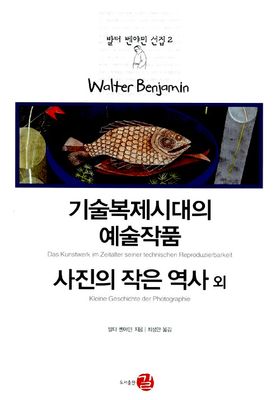 발터 벤야민 선집 2
Walter Benjamin
기술복제시대의
예술작품
Das Kunstwerk im Zeitalter seiner technischen Reproduzierbarkeit
사진의 작은 역사 외
Kleine Geschichte der Photographie
발터 벤야민 지음 | 최성만 옮김
도서출판 길